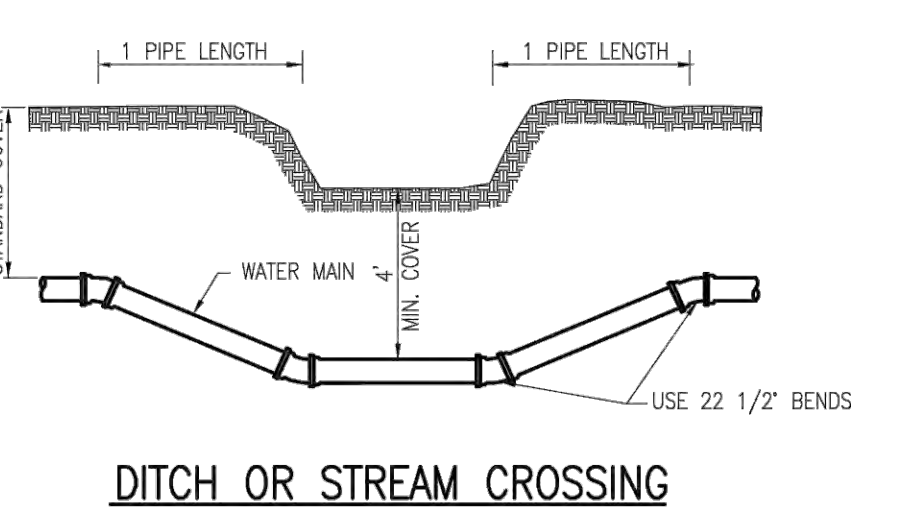 1 PIPE LENGTH
1 PIPE LENGTH
WATER MAIN
4'
MIN. COVER
USE 22 1/2° BENDS
DITCH OR STREAM CROSSING